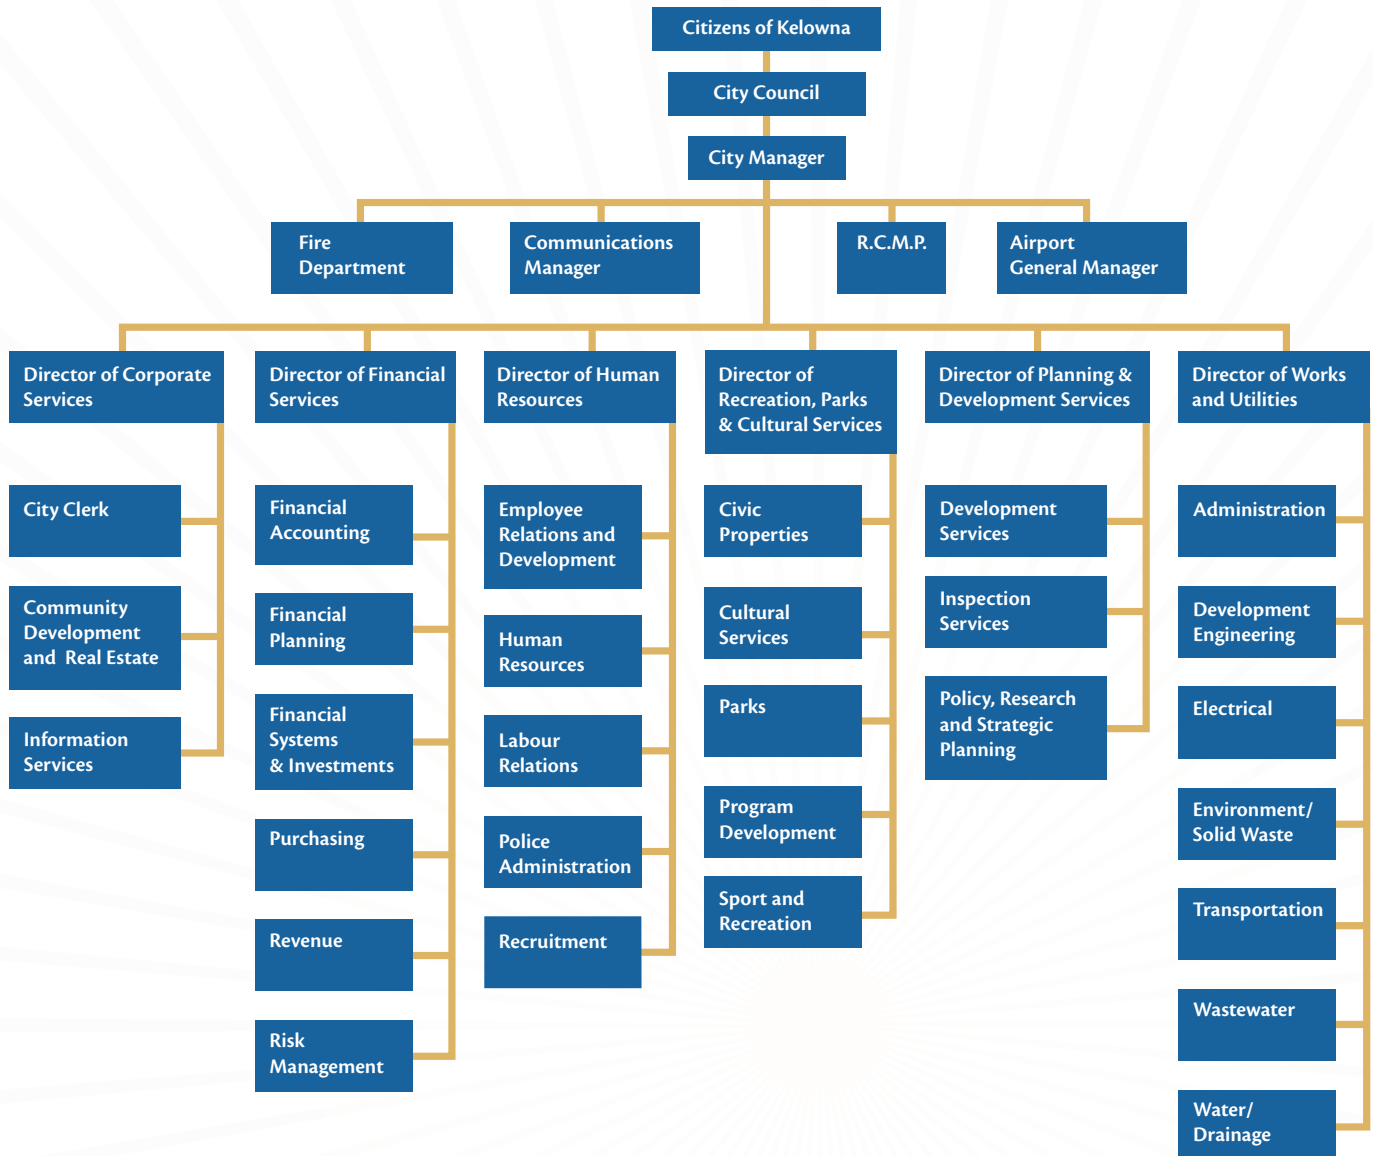 Citizens of Kelowna
City Council
City Manager
Fire
Department
Communications
Manager
R.C.M.P.
Airport
General Manager
Director of Corporate
Services
City Clerk
Community
Development
and Real Estate
Information
Services
Director of Financial
Services
Financial
Accounting
Financial
Planning
Financial
Systems
& Investments
Purchasing
Revenue
Risk
Management
Director of Human
Resources
Employee
Relations and
Development
Human
Resources
Labour
Relations
Police
Administration
Recruitment
Director of
Recreation, Parks
& Cultural Services
Civic
Properties
Cultural
Services
Parks
Program
Development
Sport and
Recreation
Director of Planning &
Development Services
Development
Services
Inspection
Services
Policy, Research
and Strategic
Planning
Director of Works
and Utilities
Administration
Development
Engineering
Electrical
Environment/
Solid Waste
Transportation
Wastewater
Water/
Drainage